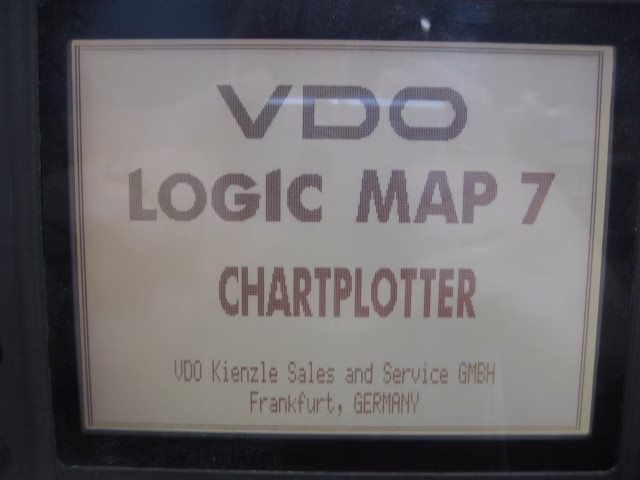 VDO
LOGIC MAP 7
CHARTPLOTTER
VDO Kienzle Sales and Service GMBH
Frankfurt, GERMANY